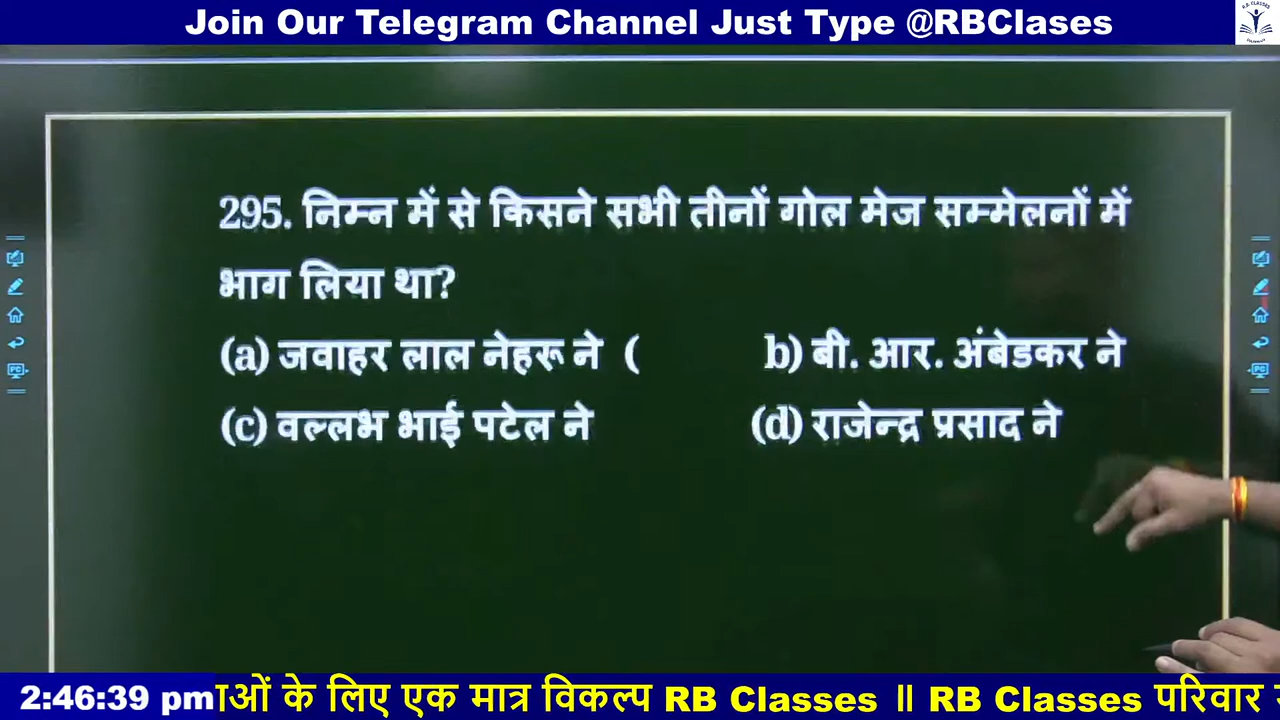 Join Our Telegram Channel Just Type @RBClases
295. निम्न में से किसने सभी तीनों गोल मेज सम्मेलनों में
भाग लिया था?
(a) जवाहर लाल नेहरू ने ( b) बी. आर. अंबेडकर ने
(c) वल्लभ भाई पटेल ने (d) राजेन्द्र प्रसाद ने
2:46:39 pm ाओं के लिए एक मात्र विकल्प RB Classes ॥ RB Classes परिवार